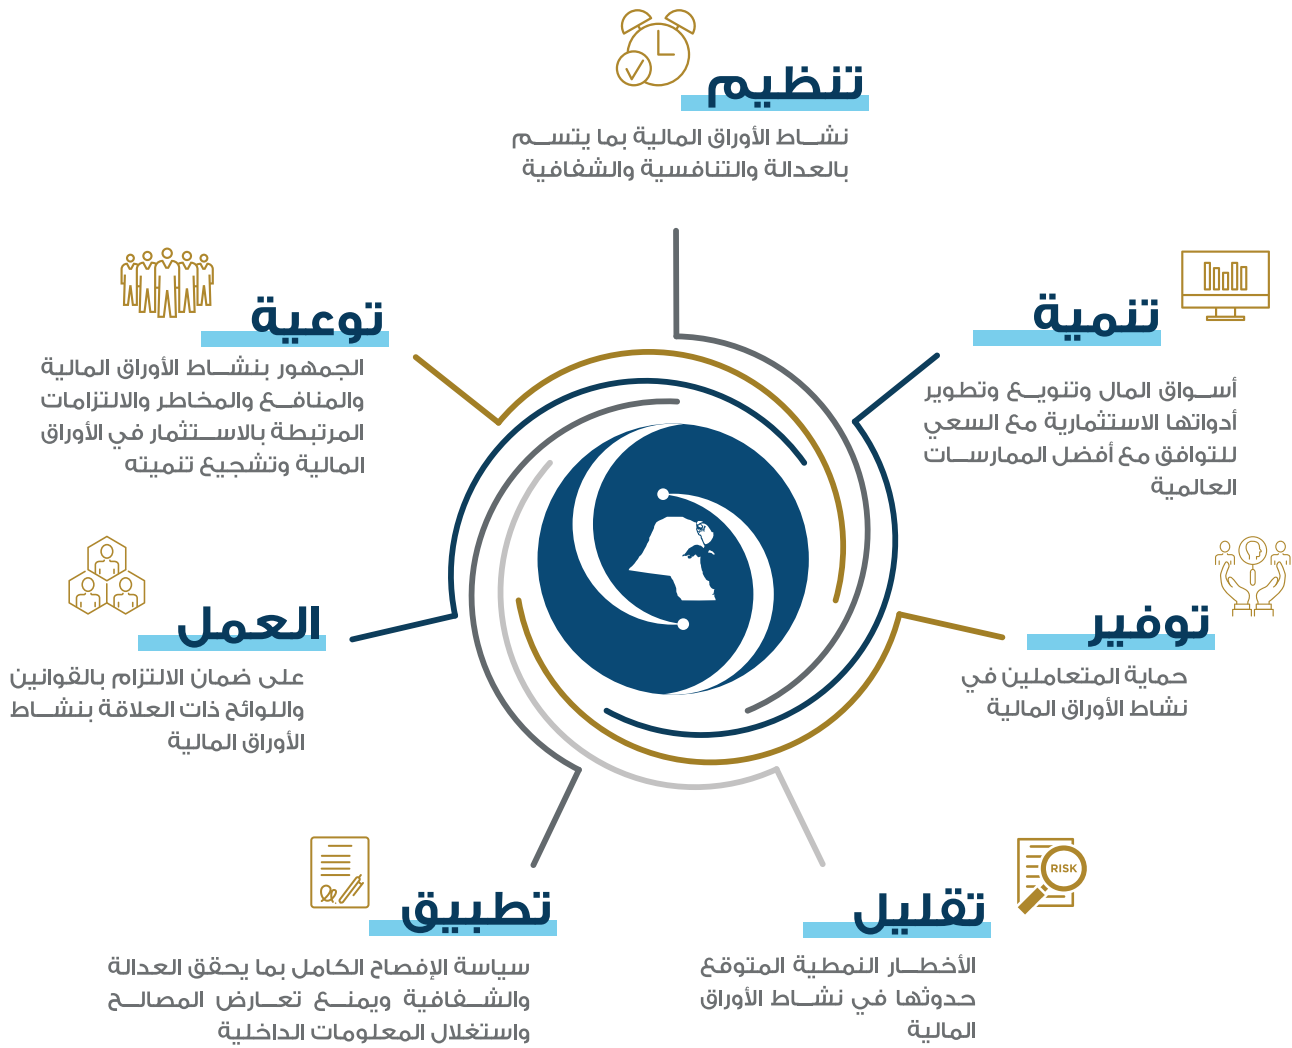 تنظيم
نشاط الأوراق المالية بما يتسم
بالعدالة والتنافسية والشفافية
تنمية
أسواق المال وتنويع وتطوير
أدواتها الاستثمارية مع السعي
للتوافق مع أفضل الممارسات
العالمية
توفير
حماية المتعاملين في
نشاط الأوراق المالية
RISK
تقليل
الأخطار النمطية المتوقع
حدوثها في نشاط الأوراق
المالية
تطبيق
سياسة الإفصاح الكامل بما يحقق العدالة
والشفافية ويمنع تعارض المصالح
واستغلال المعلومات الداخلية
العمل
على ضمان الالتزام بالقوانين
واللوائح ذات العلاقة بنشاط
الأوراق المالية
توعية
الجمهور بنشاط الأوراق المالية
والمنافع والمخاطر والالتزامات
المرتبطة بالاستثمار في الأوراق
المالية وتشجيع تنميته